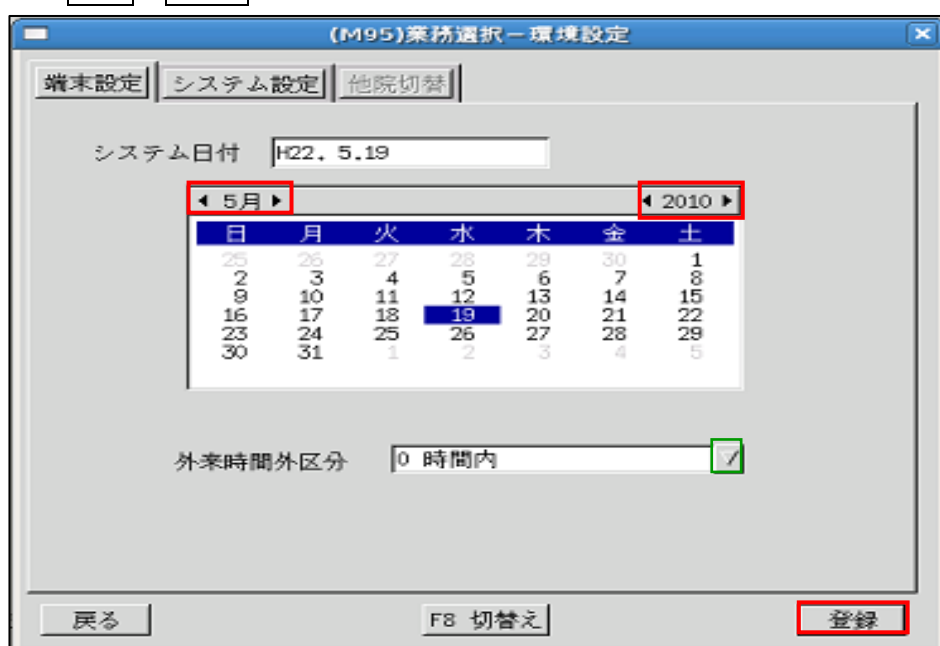 (M95)業務選択－環境設定
端末設定 システム設定 他院切替
システム日付 H22. 5.19
5月 2010
日 月 火 水 木 金 土
25 26 27 28 29 30 1
2 3 4 5 6 7 8
9 10 11 12 13 14 15
16 17 18 19 20 21 22
23 24 25 26 27 28 29
30 31 1 2 3 4 5
外来時間外区分 0 時間内
戻る F8 切替え 登録